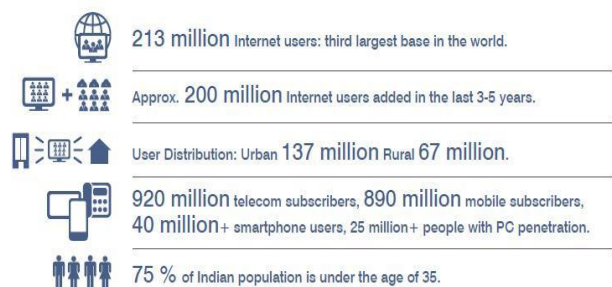 213 million Internet users: third largest base in the world.
Approx. 200 million Internet users added in the last 3-5 years.
User Distribution: Urban 137 million Rural 67 million.
920 million telecom subscribers, 890 million mobile subscribers,
40 million+ smartphone users, 25 million+ people with PC penetration.
75 % of Indian population is under the age of 35.